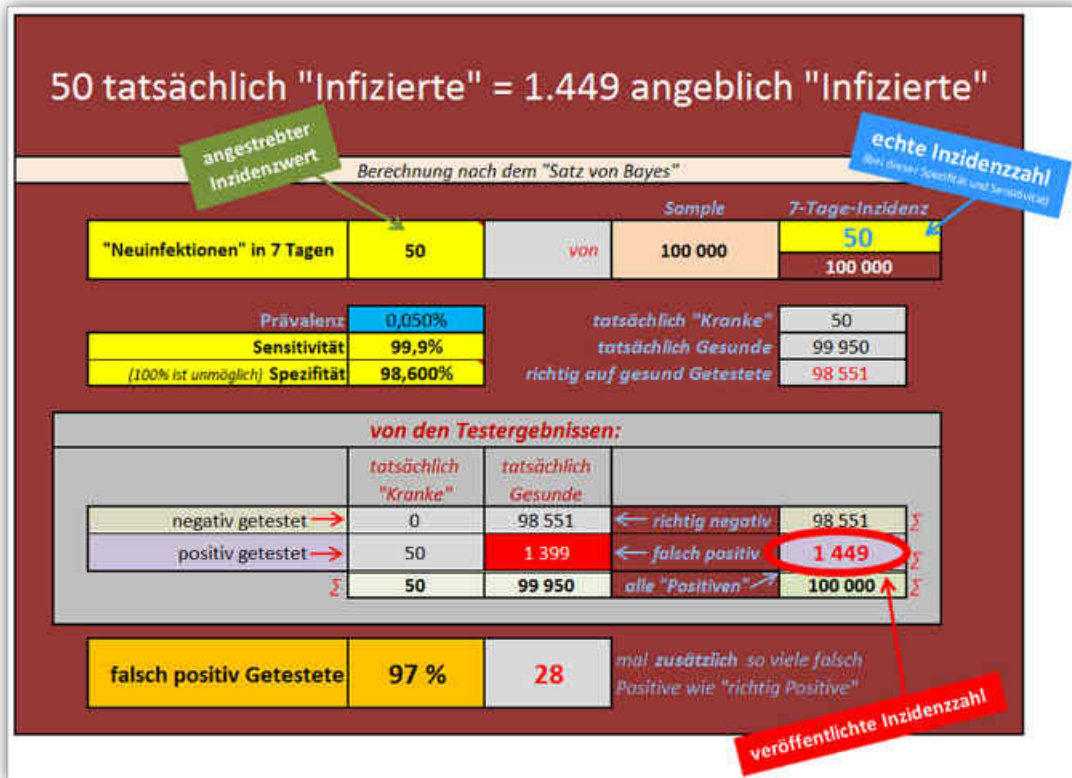 50 tatsächlich "Infizierte" = 1.449 angeblich "Infizierte"
angestrebter
Inzidenzwert
echte Inzidenzzahl
(bei dieser Spezifität und Sensitivität)
Berechnung nach dem "Satz von Bayes"
Sample 7-Tage-Inzidenz
"Neuinfektionen" in 7 Tagen 50 von 100 000 50
100 000
Prävalenz 0,050% tatsächlich "Kranke" 50
Sensitivität 99,9% tatsächlich Gesunde 99 950
(100% ist unmöglich) Spezifität 98,600% richtig auf gesund Getestete 98 551
von den Testergebnissen:
tatsächlich tatsächlich
"Kranke" Gesunde
negativ getestet → 0 98 551 ← richtig negativ 98 551 Σ
positiv getestet → 50 1 399 ← falsch positiv 1 449 Σ
Σ 50 99 950 alle "Positiven" 100 000 Σ
falsch positiv Getestete 97 % 28 mal zusätzlich so viele falsch
Positive wie "richtig Positive"
veröffentlichte Inzidenzzahl